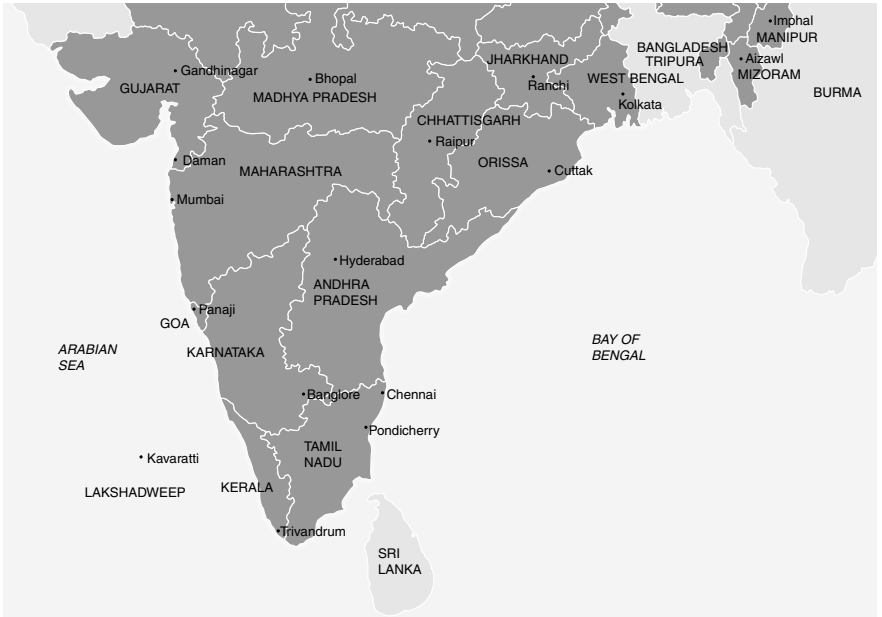 Imphal
MANIPUR
BANGLADESH
TRIPURA
Aizawl
MIZORAM
BURMA
JHARKHAND
Ranchi
WEST BENGAL
Kolkata
Gandhinagar
GUJARAT
Bhopal
MADHYA PRADESH
CHHATTISGARH
Raipur
ORISSA
Cuttak
Daman
MAHARASHTRA
Mumbai
Hyderabad
ANDHRA
PRADESH
Panaji
GOA
KARNATAKA
ARABIAN
SEA
BAY OF
BENGAL
Banglore
Chennai
Pondicherry
TAMIL
NADU
Kavaratti
LAKSHADWEEP
KERALA
Trivandrum
SRI
LANKA